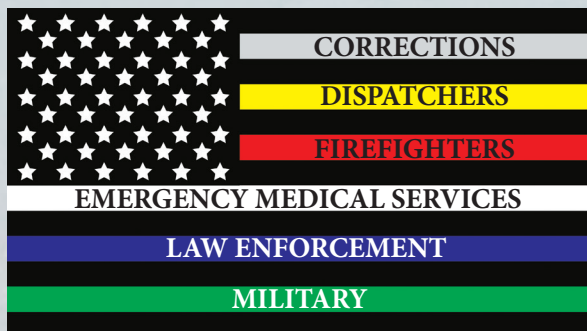 CORRECTIONS
DISPATCHERS
FIREFIGHTERS
EMERGENCY MEDICAL SERVICES
LAW ENFORCEMENT
MILITARY